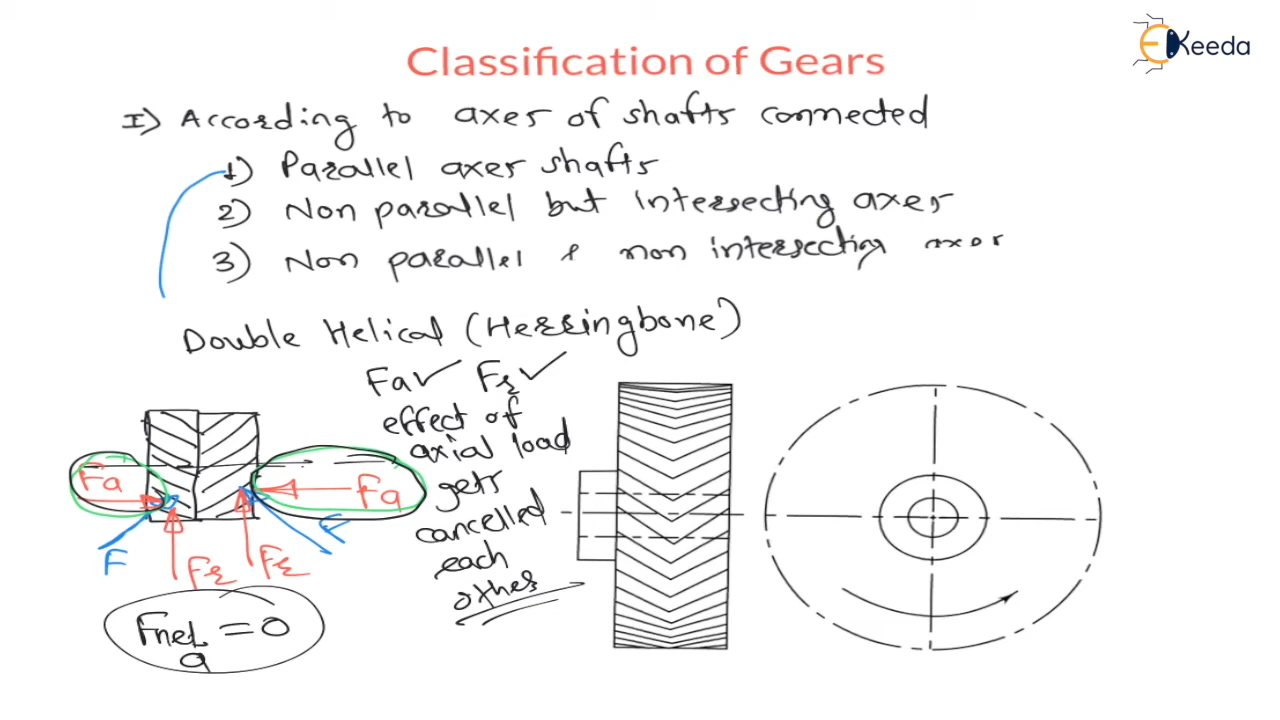 Classification of Gears
EKeeda
I) According to axes of shafts connected
1) Parallel axes shafts
2) Non parallel but intersecting axes
3) Non parallel & non intersecting axes
Double Helical (Herringbone)
Fa✓ Fr✓
effect of
axial load
gets
cancelled
each
other
Fa
Fa
F
F
Fr
Fr
Fnet = 0
a